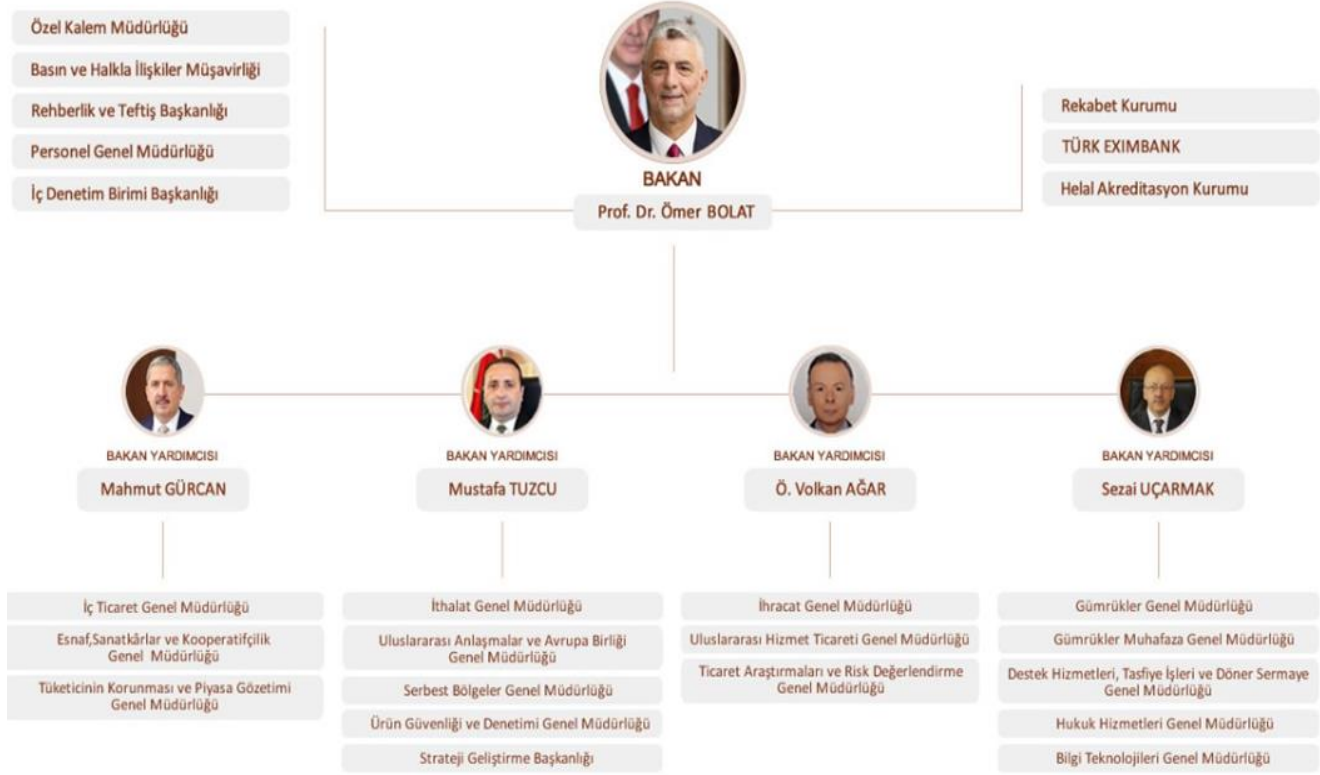 Özel Kalem Müdürlüğü
Basın ve Halkla İlişkiler Müşavirliği
Rehberlik ve Teftiş Başkanlığı
Personel Genel Müdürlüğü
İç Denetim Birimi Başkanlığı
BAKAN
Prof. Dr. Ömer BOLAT
Rekabet Kurumu
TÜRK EXIMBANK
Helal Akreditasyon Kurumu
BAKAN YARDIMCISI
Mahmut GÜRCAN
İç Ticaret Genel Müdürlüğü
Esnaf,Sanatkârlar ve Kooperatifçilik
Genel Müdürlüğü
Tüketicinin Korunması ve Piyasa Gözetimi
Genel Müdürlüğü
BAKAN YARDIMCISI
Mustafa TUZCU
İthalat Genel Müdürlüğü
Uluslararası Anlaşmalar ve Avrupa Birliği
Genel Müdürlüğü
Serbest Bölgeler Genel Müdürlüğü
Ürün Güvenliği ve Denetimi Genel Müdürlüğü
Strateji Geliştirme Başkanlığı
BAKAN YARDIMCISI
Ö. Volkan AĞAR
İhracat Genel Müdürlüğü
Uluslararası Hizmet Ticareti Genel Müdürlüğü
Ticaret Araştırmaları ve Risk Değerlendirme
Genel Müdürlüğü
BAKAN YARDIMCISI
Sezai UÇARMAK
Gümrükler Genel Müdürlüğü
Gümrükler Muhafaza Genel Müdürlüğü
Destek Hizmetleri, Tasfiye İşleri ve Döner Sermaye
Genel Müdürlüğü
Hukuk Hizmetleri Genel Müdürlüğü
Bilgi Teknolojileri Genel Müdürlüğü